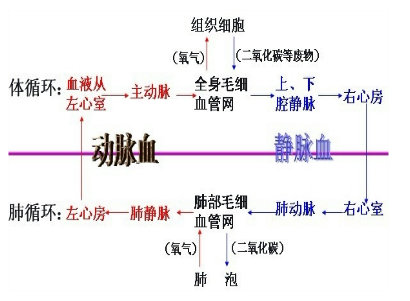 组织细胞
（氧气）
（二氧化碳等废物）
体循环：
血液从
左心室
主动脉
全身毛细
血管网
上、下
腔静脉
右心房
动脉血
静脉血
肺循环：
左心房
肺静脉
肺部毛细
血管网
肺动脉
右心室
（氧气）
（二氧化碳）
肺 泡